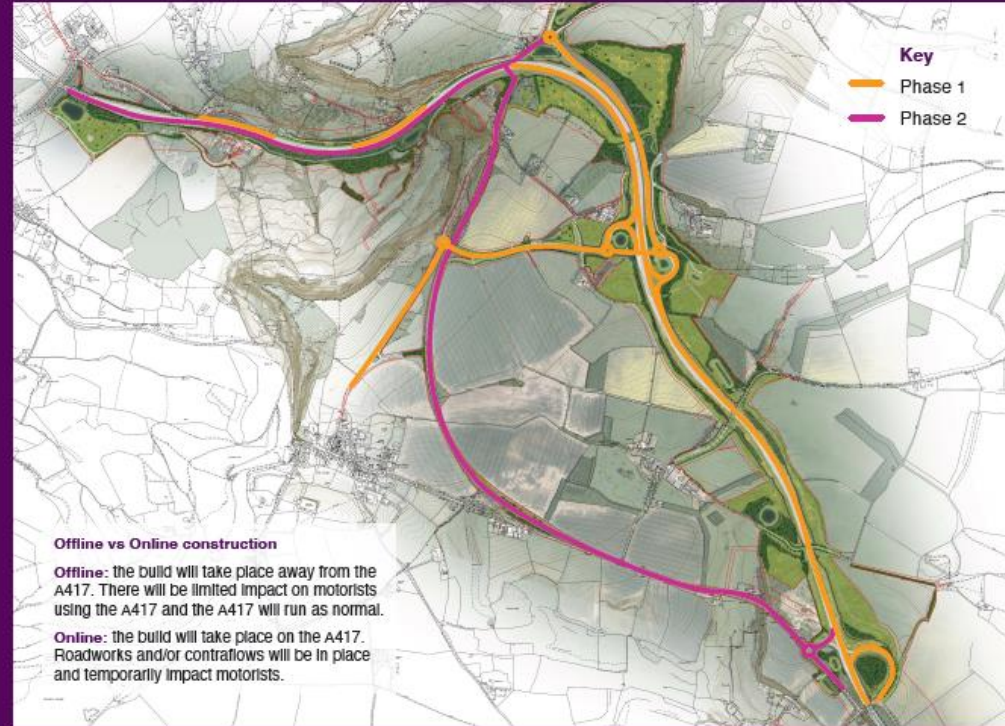 Key
Phase 1
Phase 2
Offline vs Online construction
Offline: the build will take place away from the
A417. There will be limited impact on motorists
using the A417 and the A417 will run as normal.
Online: the build will take place on the A417.
Roadworks and/or contraflows will be in place
and temporarily impact motorists.